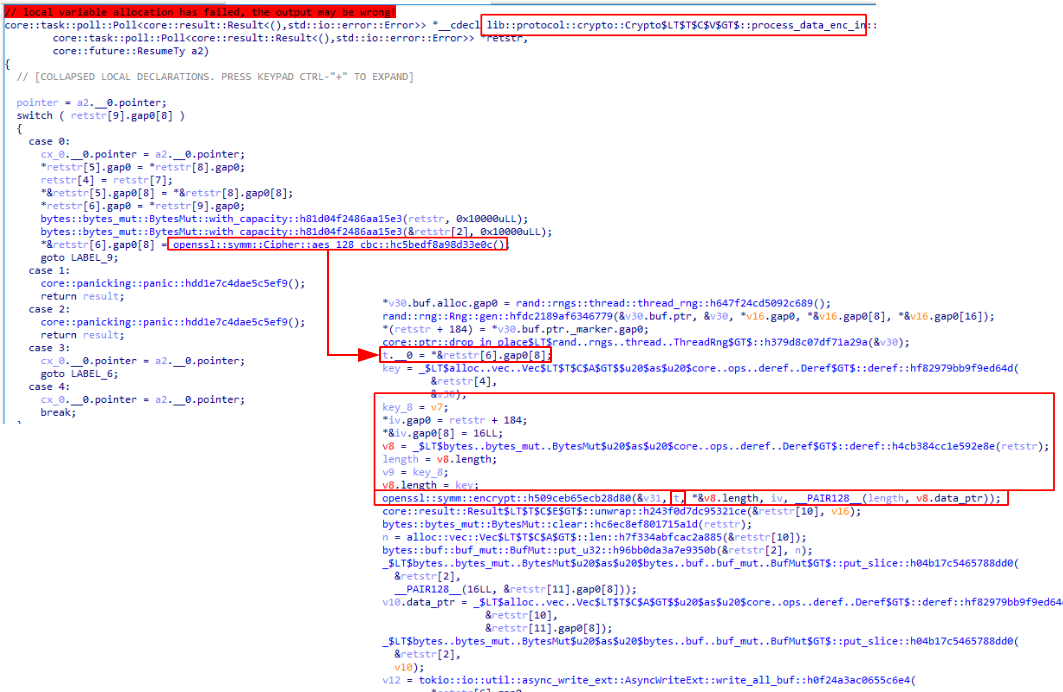 // local variable allocation has failed, the output may be wrong!
core::task::poll::Poll<core::result::Result<(),std::io::error::Error>> *__cdecl lib::protocol::crypto::Crypto$LT$T$C$V$GT$::process_data_enc_in::
core::task::poll::Poll<core::result::Result<(),std::io::error::Error>> *retstr,
core::future::ResumeTy a2)
{
// [COLLAPSED LOCAL DECLARATIONS. PRESS KEYPAD CTRL-"+" TO EXPAND]
pointer = a2.__0.pointer;
switch ( retstr[9].gap0[8] )
{
case 0:
cx_0.__0.pointer = a2.__0.pointer;
*retstr[5].gap0 = *retstr[8].gap0;
retstr[4] = retstr[7];
*&retstr[5].gap0[8] = *&retstr[8].gap0[8];
*retstr[6].gap0 = *retstr[9].gap0;
bytes::bytes_mut::BytesMut::with_capacity::h81d04f2486aa15e3(retstr, 0x10000uLL);
bytes::bytes_mut::BytesMut::with_capacity::h81d04f2486aa15e3(&retstr[2], 0x10000uLL);
*&retstr[6].gap0[8] = openssl::symm::Cipher::aes_128_cbc::hc5bedf8a98d33e0c();
goto LABEL_9;
case 1:
core::panicking::panic::hdd1e7c4dae5c5ef9();
return result;
case 2:
core::panicking::panic::hdd1e7c4dae5c5ef9();
return result;
case 3:
cx_0.__0.pointer = a2.__0.pointer;
goto LABEL_6;
case 4:
cx_0.__0.pointer = a2.__0.pointer;
break;
*v30.buf.alloc.gap0 = rand::rngs::thread::thread_rng::h647f24cd5092c689();
rand::rng::Rng::gen::hfdc2189af6346779(&v30.buf.ptr, &v30, *v16.gap0, *&v16.gap0[8], *&v16.gap0[16]);
*(retstr + 184) = *v30.buf.ptr._marker.gap0;
core::ptr::drop_in_place$LT$rand..rngs..thread..ThreadRng$GT$::h379d8c07df71a29a(&v30);
t.__0 = *&retstr[6].gap0[8];
key = _$LT$alloc..vec..Vec$LT$T$C$A$GT$$u20$as$u20$core..ops..deref..Deref$GT$::deref::hf82979bb9f9ed64d(
&retstr[4],
&v30);
key_8 = v7;
*iv.gap0 = retstr + 184;
*&iv.gap0[8] = 16LL;
v8 = _$LT$bytes..bytes_mut..BytesMut$u20$as$u20$core..ops..deref..Deref$GT$::deref::h4cb384cc1e592e8e(retstr);
length = v8.length;
v9 = key_8;
v8.length = key;
openssl::symm::encrypt::h509ceb65ecb28d80(&v31, t, *&v8.length, iv, __PAIR128__(length, v8.data_ptr));
core::result::Result$LT$T$C$E$GT$::unwrap::h243f0d7dc95321ce(&retstr[10], v16);
bytes::bytes_mut::BytesMut::clear::hc6ec8ef801715a1d(retstr);
n = alloc::vec::Vec$LT$T$C$A$GT$::len::h7f334abfcac2a885(&retstr[10]);
bytes::buf::buf_mut::BufMut::put_u32::h96bb0da3a7e9350b(&retstr[2], n);
_$LT$bytes..bytes_mut..BytesMut$u20$as$u20$bytes..buf..buf_mut..BufMut$GT$::put_slice::h04b17c5465788dd0(
&retstr[2],
__PAIR128__(16LL, &retstr[11].gap0[8]));
v10.data_ptr = _$LT$alloc..vec..Vec$LT$T$C$A$GT$$u20$as$u20$core..ops..deref..Deref$GT$::deref::hf82979bb9f9ed64
&retstr[10],
&retstr[11].gap0[8]);
_$LT$bytes..bytes_mut..BytesMut$u20$as$u20$bytes..buf..buf_mut..BufMut$GT$::put_slice::h04b17c5465788dd0(
&retstr[2],
v10);
v12 = tokio::io::util::async_write_ext::AsyncWriteExt::write_all_buf::h0f24a3ac0655c6e4(